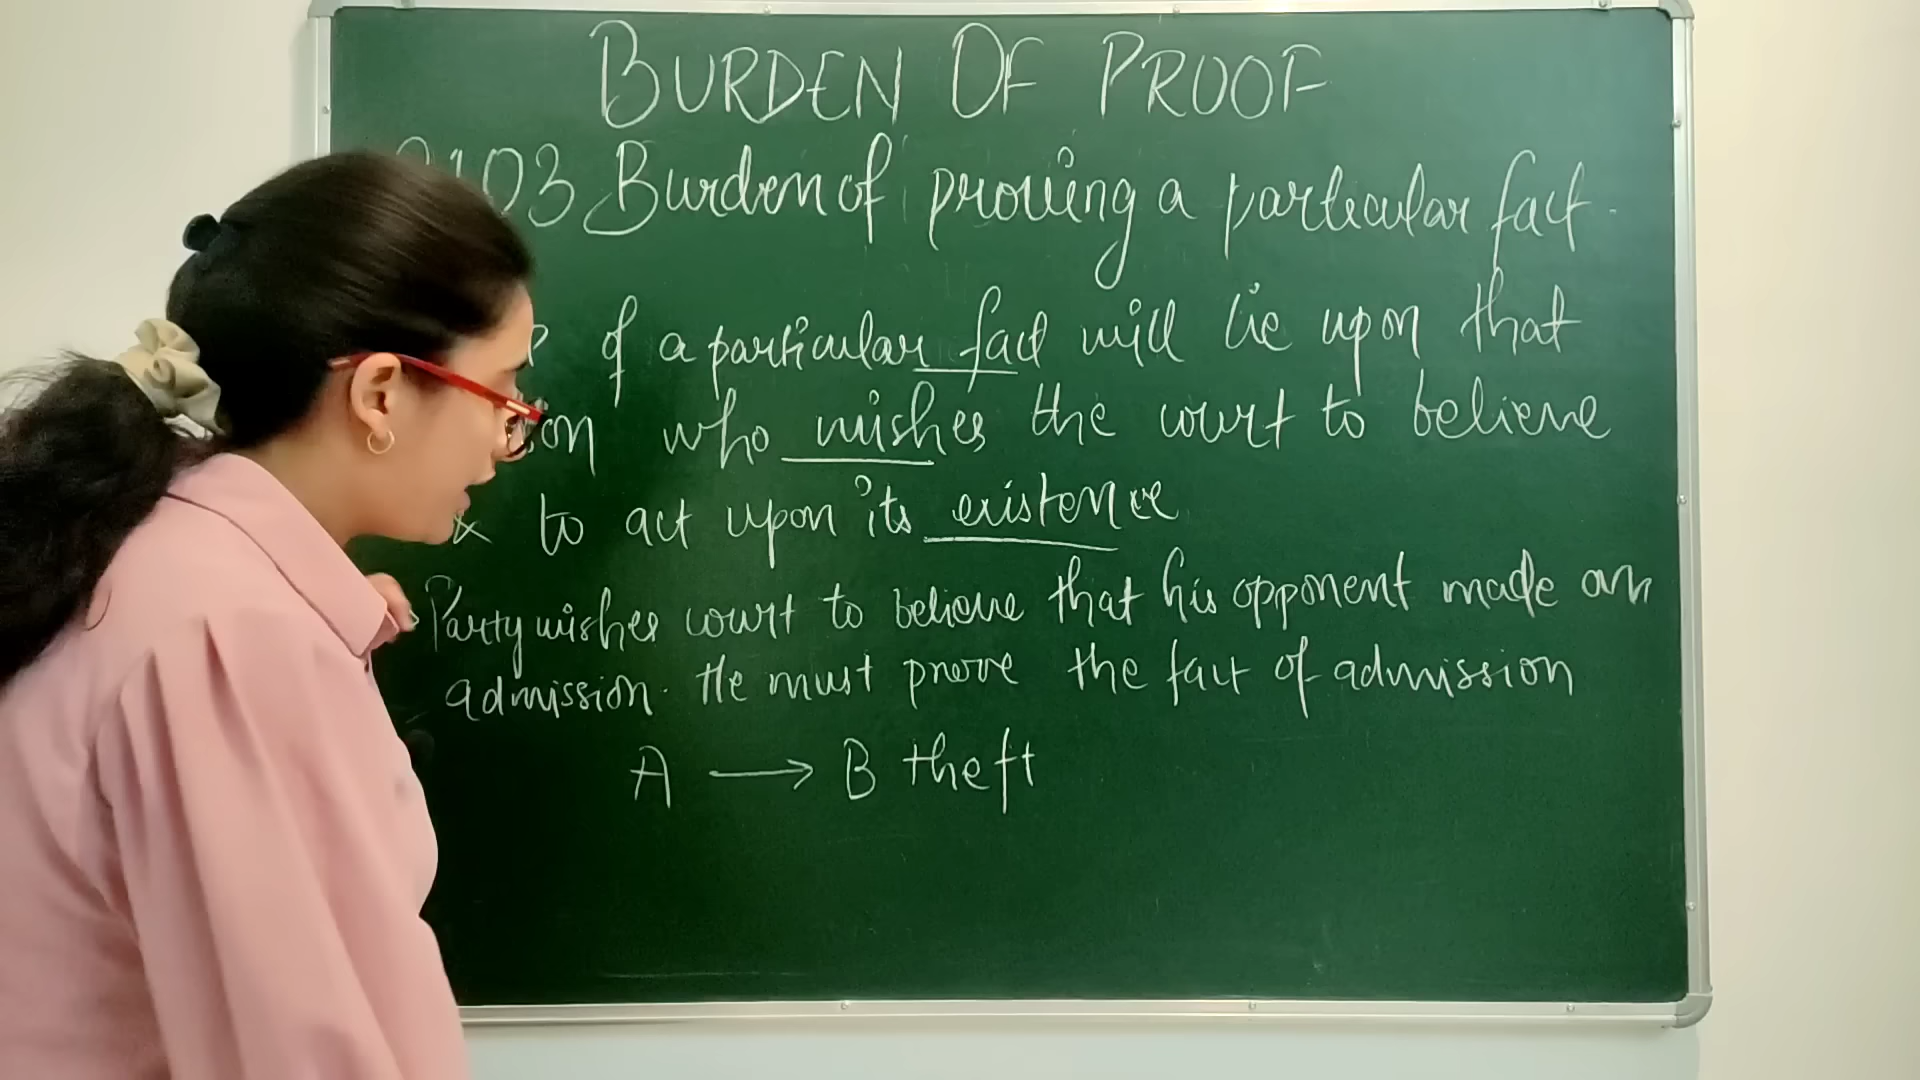 BURDEN OF PROOF
103 Burden of proving a particular fact.
of a particular fact will lie upon that
who wishes the court to believe
to act upon its existence
Party wishes court to believe that his opponent made an
admission. He must prove the fact of admission
A → B theft